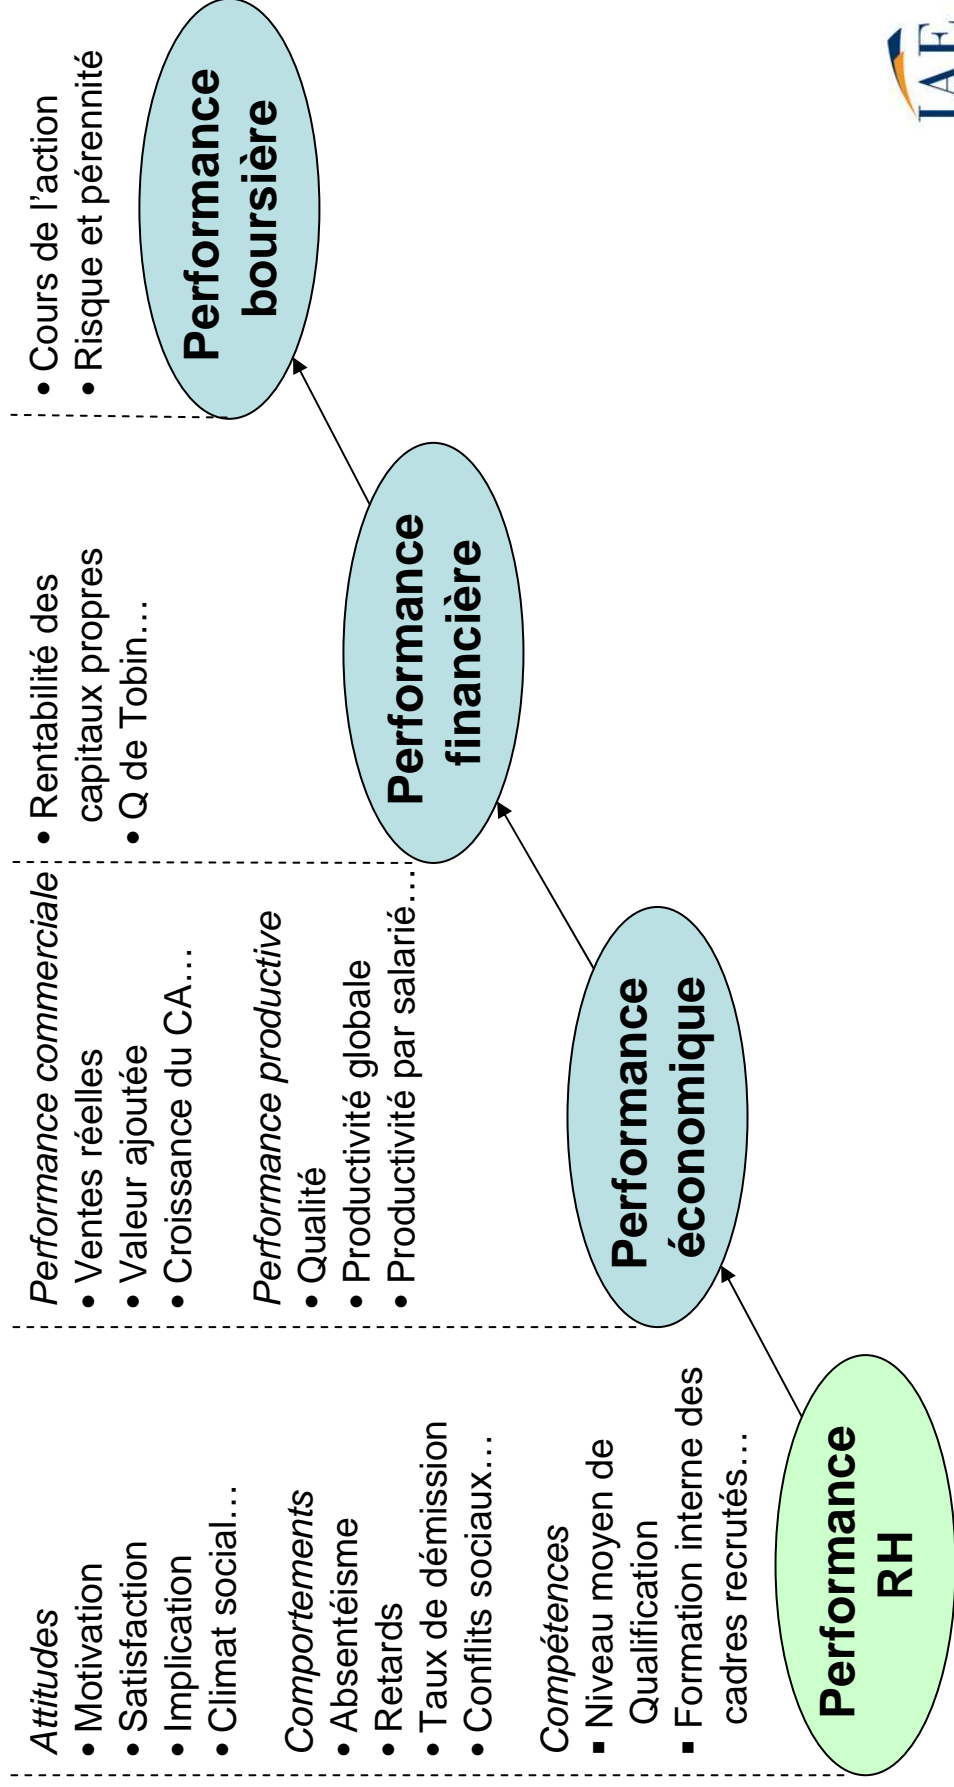 Attitudes
• Motivation
• Satisfaction
• Implication
• Climat social…
Comportements
• Absentéisme
• Retards
• Taux de démission
• Conflits sociaux…
Compétences
▪ Niveau moyen de
Qualification
▪ Formation interne des
cadres recrutés…
Performance
RH
Performance commerciale
• Ventes réelles
• Valeur ajoutée
• Croissance du CA…
Performance productive
• Qualité
• Productivité globale
• Productivité par salarié…
Performance
économique
• Rentabilité des
capitaux propres
• Q de Tobin…
Performance
financière
• Cours de l’action
• Risque et pérennité
Performance
boursière
IAE